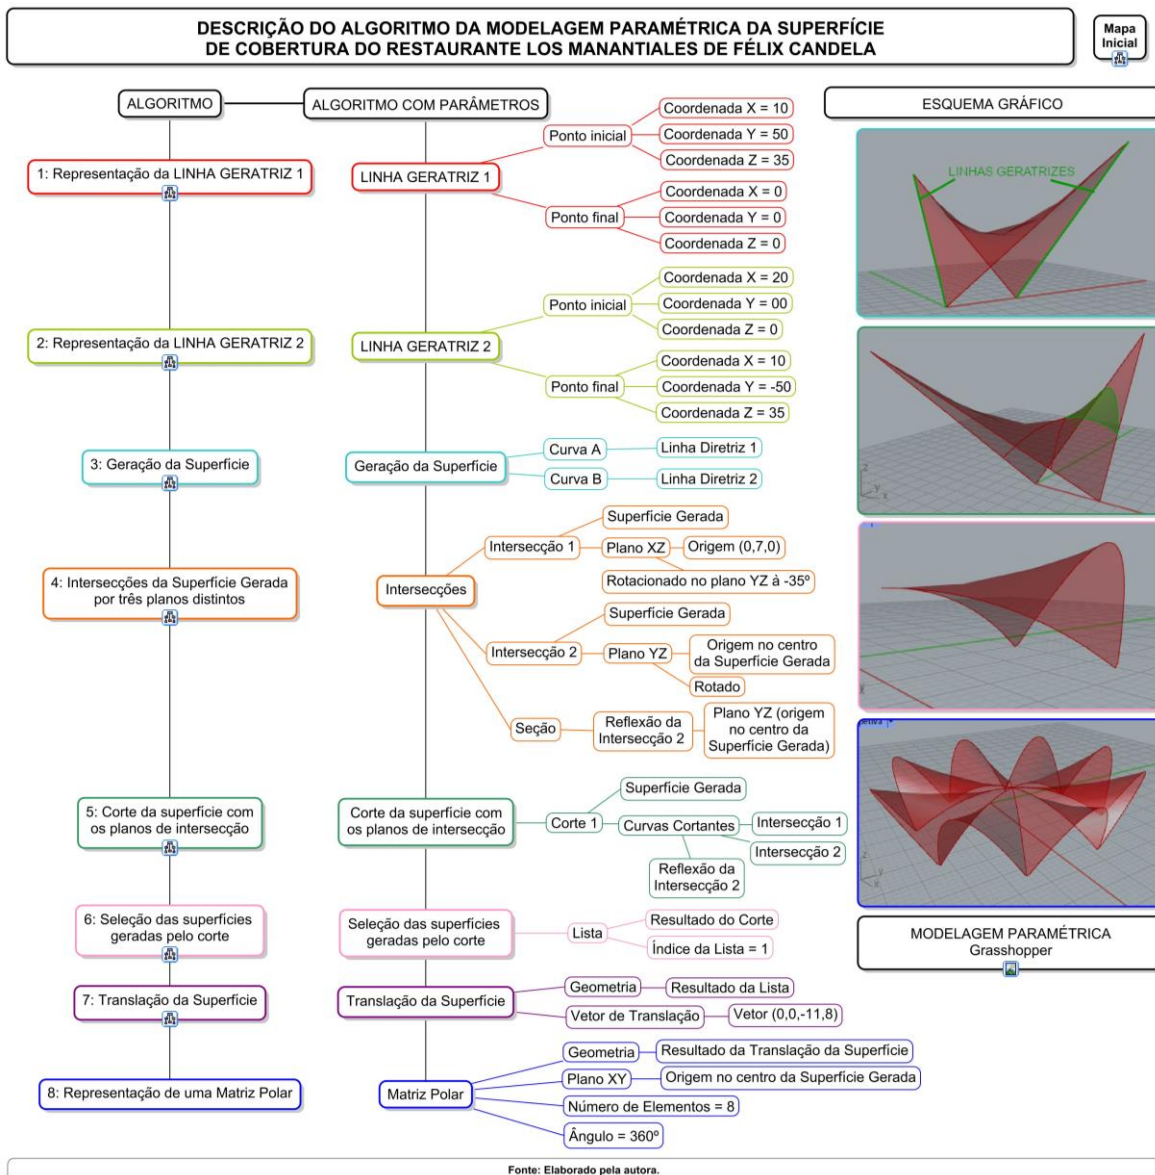 DESCRIÇÃO DO ALGORITMO DA MODELAGEM PARAMÉTRICA DA SUPERFÍCIE
DE COBERTURA DO RESTAURANTE LOS MANANTIALES DE FÉLIX CANDELA
Mapa
Inicial
ALGORITMO
ALGORITMO COM PARÂMETROS
ESQUEMA GRÁFICO
1: Representação da LINHA GERATRIZ 1
LINHA GERATRIZ 1
Ponto inicial
Coordenada X = 10
Coordenada Y = 50
Coordenada Z = 35
Ponto final
Coordenada X = 0
Coordenada Y = 0
Coordenada Z = 0
2: Representação da LINHA GERATRIZ 2
LINHA GERATRIZ 2
Ponto inicial
Coordenada X = 20
Coordenada Y = 00
Coordenada Z = 0
Ponto final
Coordenada X = 10
Coordenada Y = -50
Coordenada Z = 35
3: Geração da Superfície
Geração da Superfície
Curva A
Linha Diretriz 1
Curva B
Linha Diretriz 2
4: Intersecções da Superfície Gerada
por três planos distintos
Intersecções
Intersecção 1
Superfície Gerada
Plano XZ
Origem (0,7,0)
Rotacionado no plano YZ à -35º
Intersecção 2
Superfície Gerada
Plano YZ
Origem no centro
da Superfície Gerada
Rotado
Seção
Reflexão da
Intersecção 2
Plano YZ (origem
no centro da
Superfície Gerada)
5: Corte da superfície com
os planos de intersecção
Corte da superfície com
os planos de intersecção
Corte 1
Superfície Gerada
Curvas Cortantes
Intersecção 1
Intersecção 2
Reflexão da
Intersecção 2
6: Seleção das superfícies
geradas pelo corte
Seleção das superfícies
geradas pelo corte
Lista
Resultado do Corte
Índice da Lista = 1
7: Translação da Superfície
Translação da Superfície
Geometria
Resultado da Lista
Vetor de Translação
Vetor (0,0,-11,8)
8: Representação de uma Matriz Polar
Matriz Polar
Geometria
Resultado da Translação da Superfície
Plano XY
Origem no centro da Superfície Gerada
Número de Elementos = 8
Ângulo = 360º
LINHAS GERATRIZES
z
y
x
z
y
x
MODELAGEM PARAMÉTRICA
Grasshopper
Fonte: Elaborado pela autora.